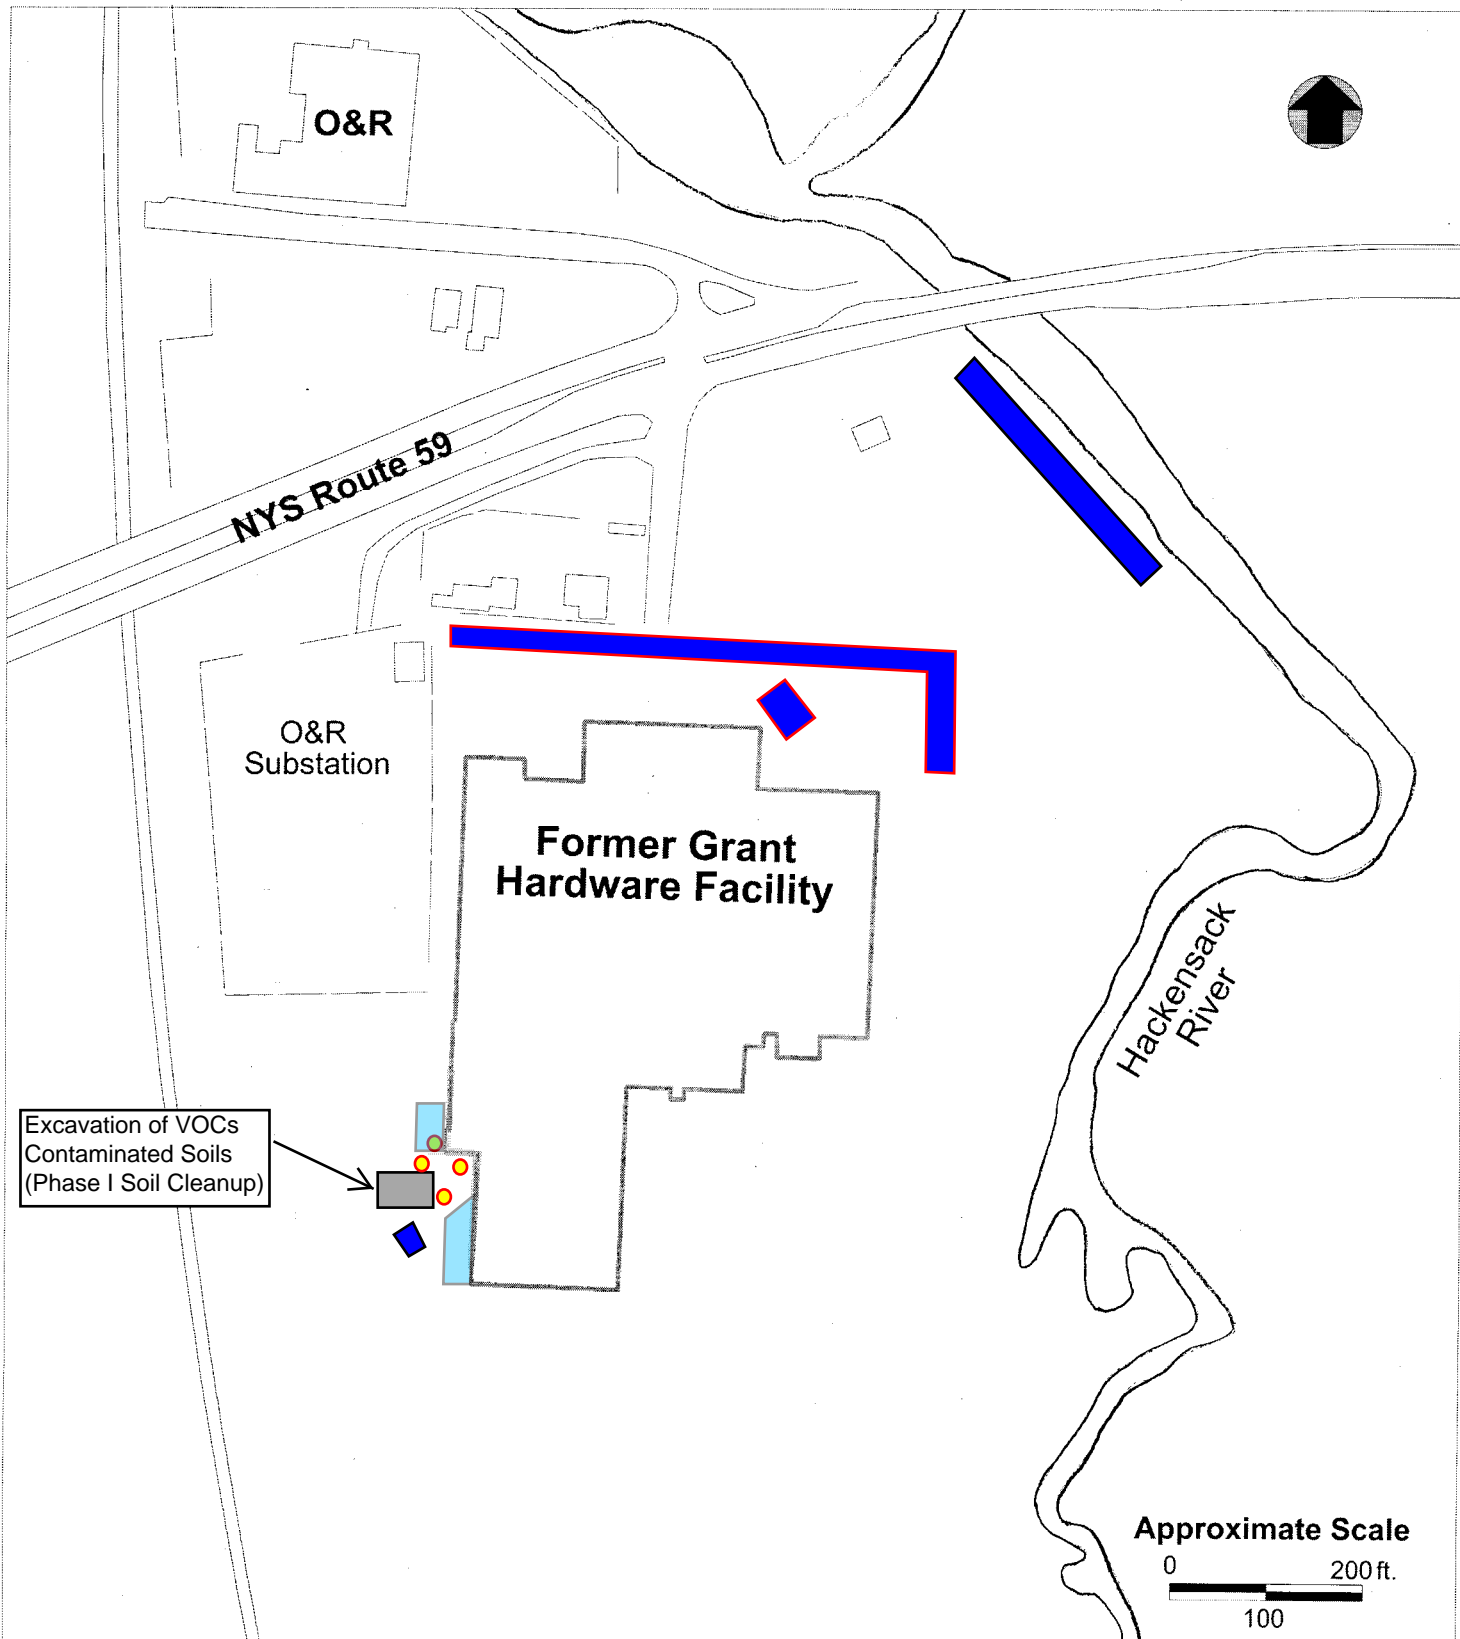 O&R
NYS Route 59
O&R
Substation
Former Grant
Hardware Facility
Hackensack
River
Excavation of VOCs
Contaminated Soils
(Phase I Soil Cleanup)
Approximate Scale
0
200 ft.
100